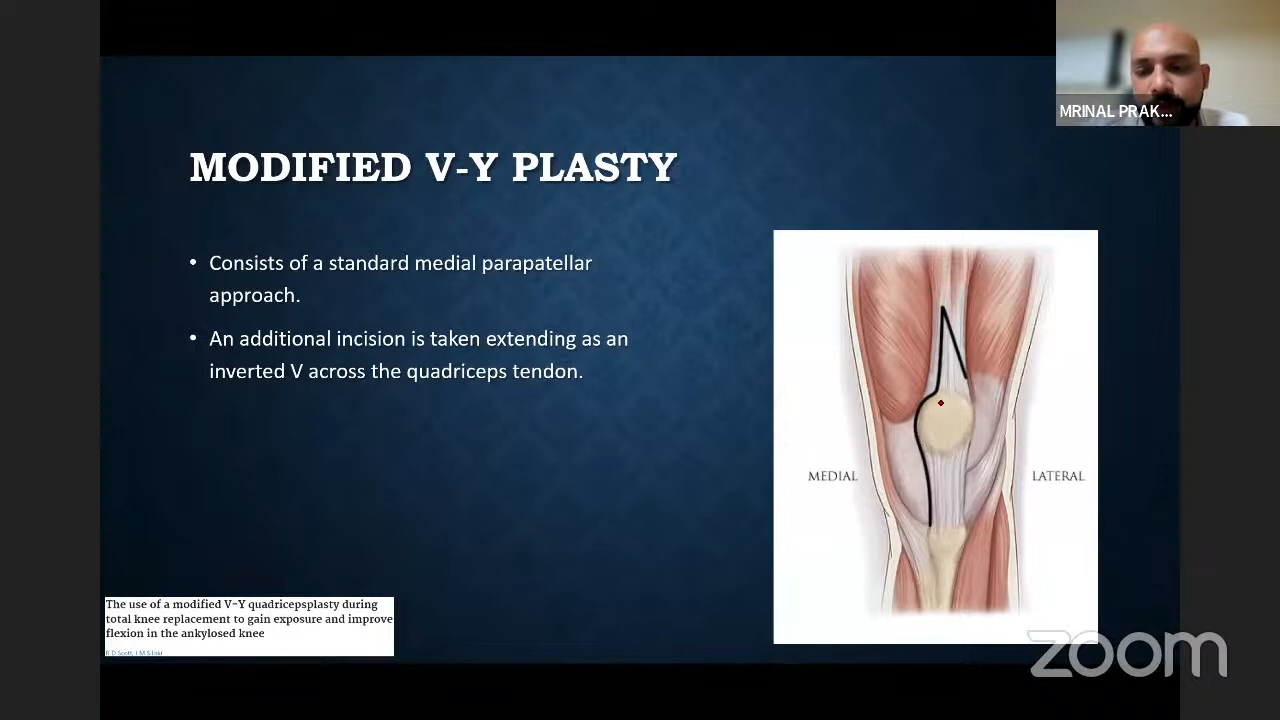 MRINAL PRAK...
MODIFIED V-Y PLASTY
• Consists of a standard medial parapatellar
approach.
• An additional incision is taken extending as an
inverted V across the quadriceps tendon.
MEDIAL
LATERAL
The use of a modified V-Y quadricepsplasty during
total knee replacement to gain exposure and improve
flexion in the ankylosed knee
R D Scott, J M Siliski
zoom